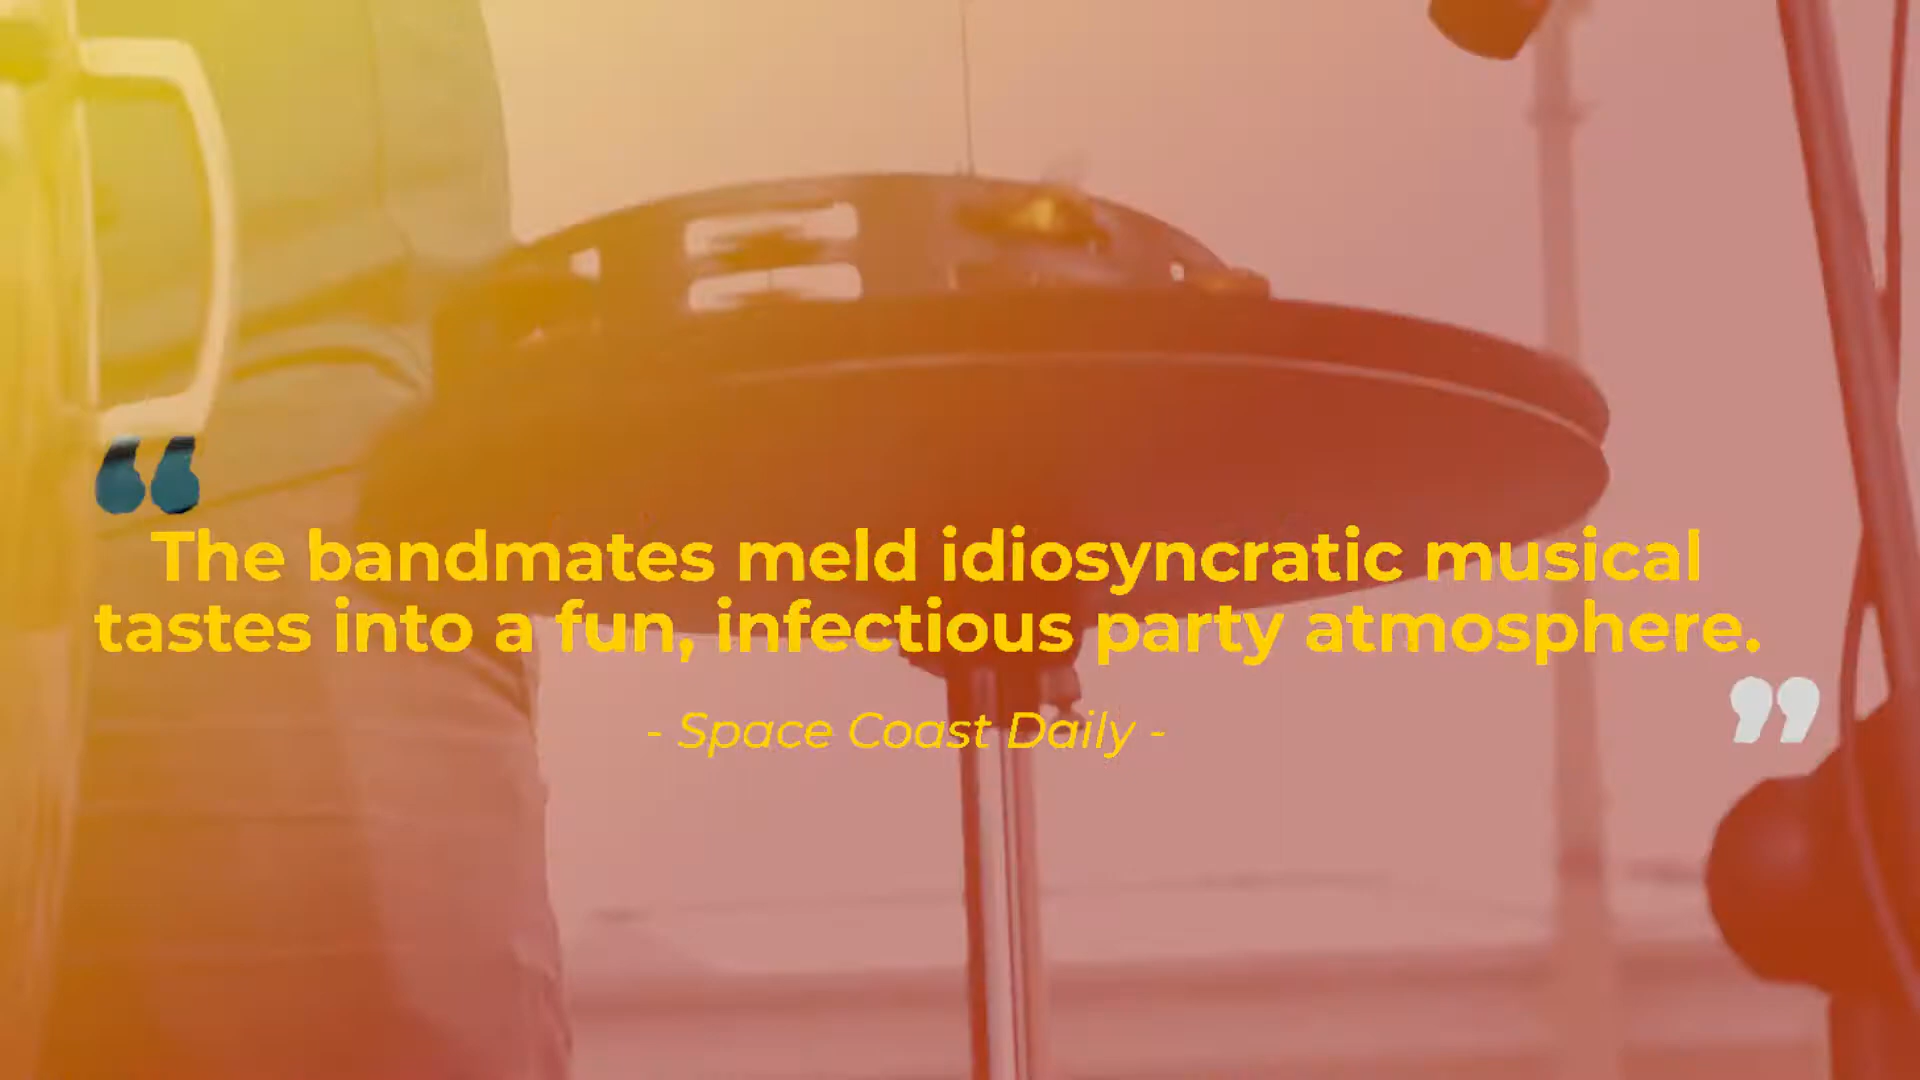 “
The bandmates meld idiosyncratic musical
tastes into a fun, infectious party atmosphere.
”
- Space Coast Daily -